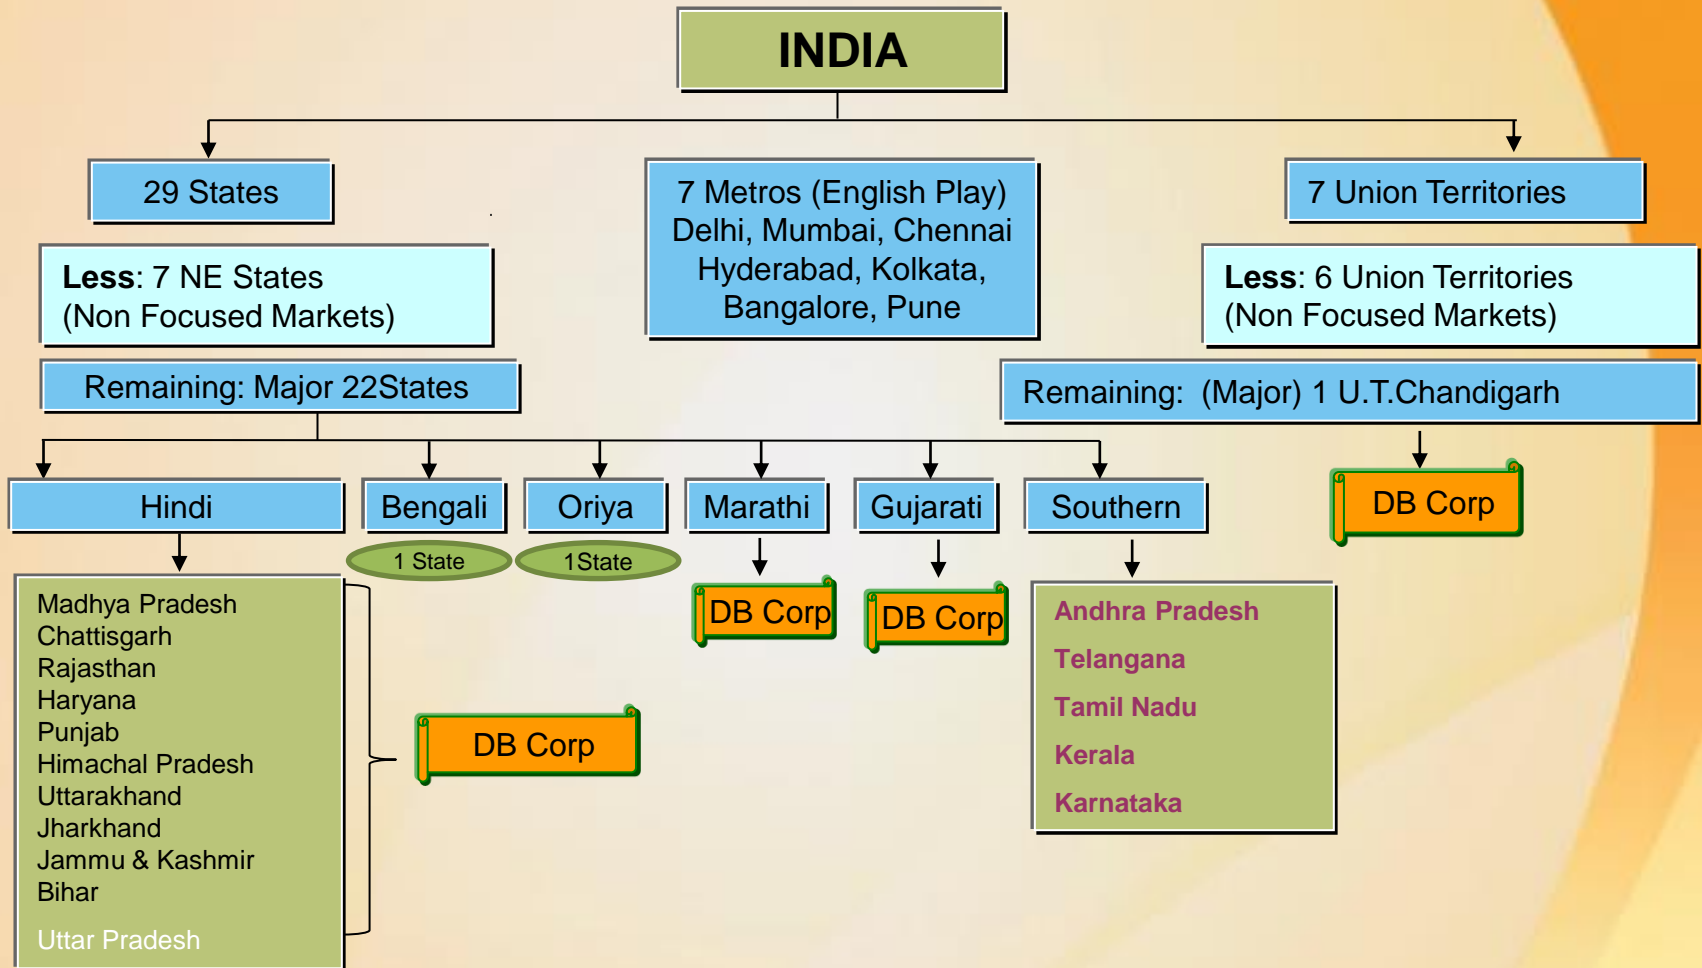 INDIA
29 States
7 Metros (English Play)
Delhi, Mumbai, Chennai
Hyderabad, Kolkata,
Bangalore, Pune
7 Union Territories
Less: 7 NE States
(Non Focused Markets)
Less: 6 Union Territories
(Non Focused Markets)
Remaining: Major 22States
Remaining: (Major) 1 U.T.Chandigarh
Hindi
Bengali
Oriya
Marathi
Gujarati
Southern
DB Corp
1 State
1State
DB Corp
DB Corp
Madhya Pradesh
Chattisgarh
Rajasthan
Haryana
Punjab
Himachal Pradesh
Uttarakhand
Jharkhand
Jammu & Kashmir
Bihar
Uttar Pradesh
DB Corp
Andhra Pradesh
Telangana
Tamil Nadu
Kerala
Karnataka